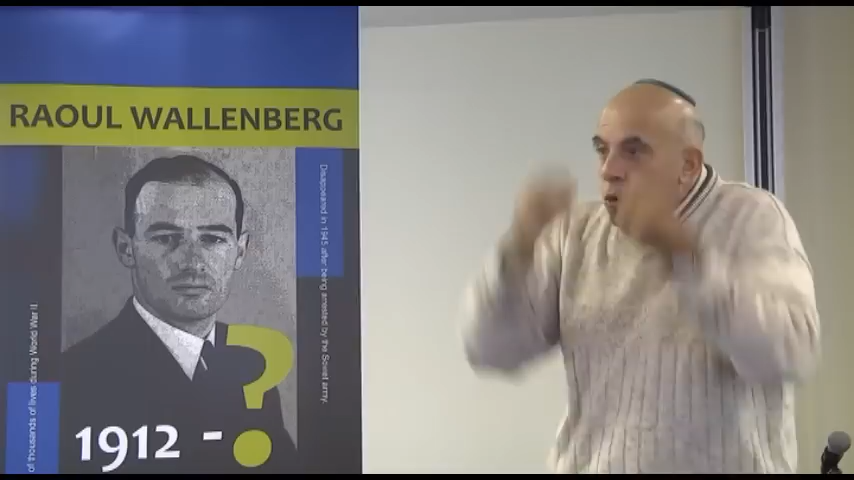 RAOUL WALLENBERG
Disappeared in 1945 after being arrested by the Soviet army.
of thousands of lives during World War II
1912 - ?